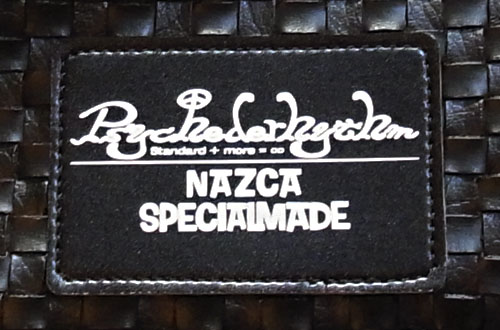 Psychederhythm
Standard + more = ∞
NAZCA
SPECIALMADE